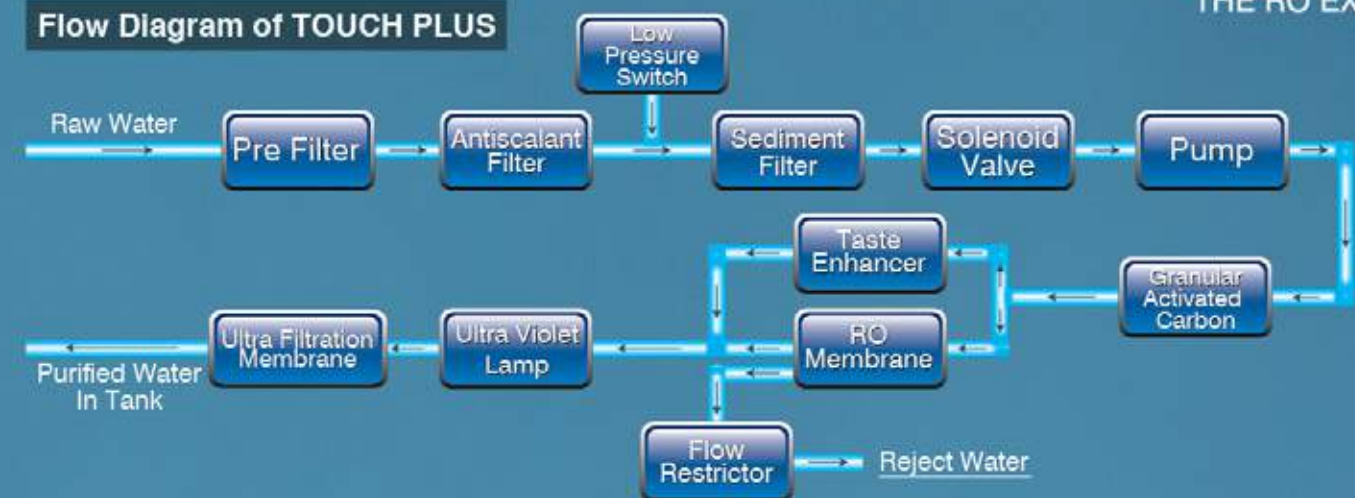 Flow Diagram of TOUCH PLUS
THE RO EX
Low
Pressure
Switch
Raw Water
Pre Filter
Antiscalant
Filter
Sediment
Filter
Solenoid
Valve
Pump
Taste
Enhancer
Granular
Activated
Carbon
RO
Membrane
Ultra Violet
Lamp
Ultra Filtration
Membrane
Purified Water
In Tank
Flow
Restrictor
Reject Water